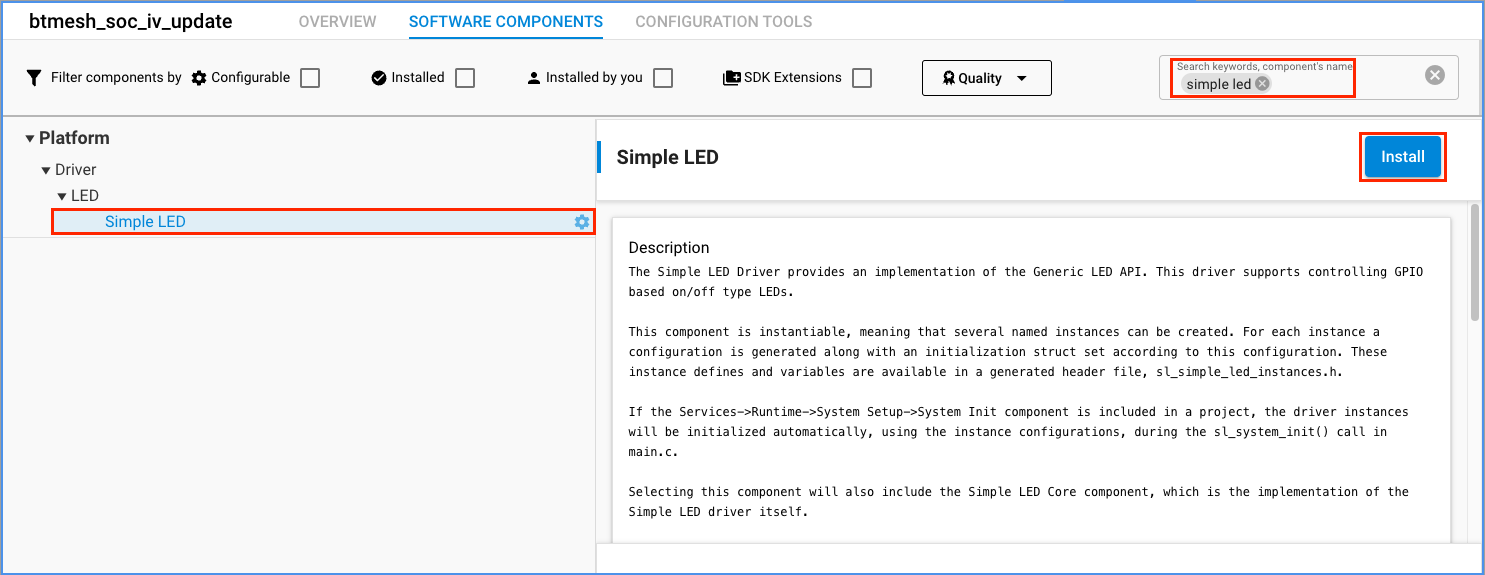 btmesh_soc_iv_update
OVERVIEW
SOFTWARE COMPONENTS
CONFIGURATION TOOLS
Filter components by
Configurable
Installed
Installed by you
SDK Extensions
Quality
Search keywords, component's name
simple led
Platform
Driver
LED
Simple LED
Simple LED
Install
Description
The Simple LED Driver provides an implementation of the Generic LED API. This driver supports controlling GPIO
based on/off type LEDs.
This component is instantiable, meaning that several named instances can be created. For each instance a
configuration is generated along with an initialization struct set according to this configuration. These
instance defines and variables are available in a generated header file, sl_simple_led_instances.h.
If the Services->Runtime->System Setup->System Init component is included in a project, the driver instances
will be initialized automatically, using the instance configurations, during the sl_system_init() call in
main.c.
Selecting this component will also include the Simple LED Core component, which is the implementation of the
Simple LED driver itself.